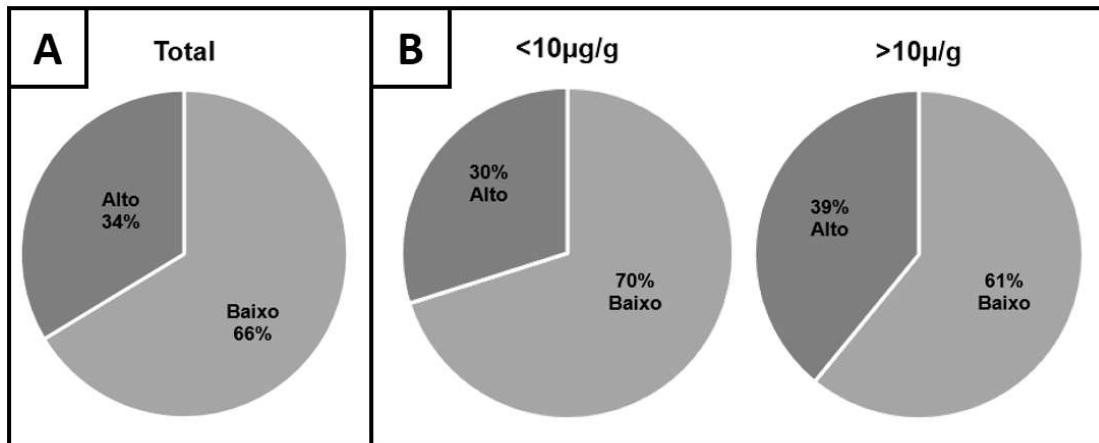 A
Total
Alto
34%
Baixo
66%
B
<10µg/g
30%
Alto
70%
Baixo
>10µ/g
39%
Alto
61%
Baixo